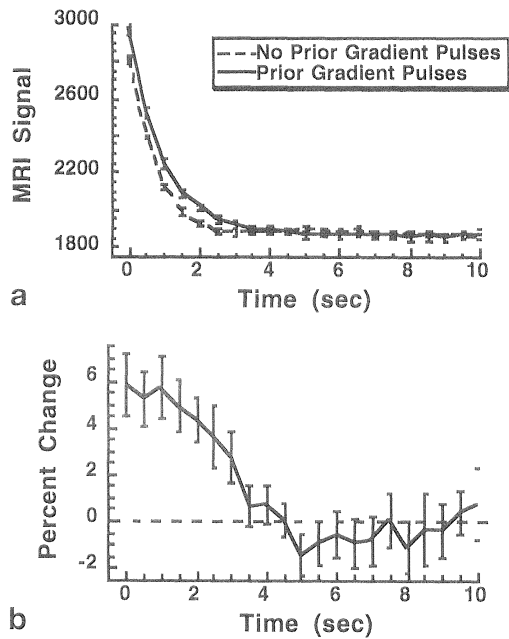 3000
No Prior Gradient Pulses
Prior Gradient Pulses
2600
2200
1800
MRI Signal
0 2 4 6 8 10
a
Time (sec)
6
4
2
0
-2
Percent Change
0 2 4 6 8 10
b
Time (sec)